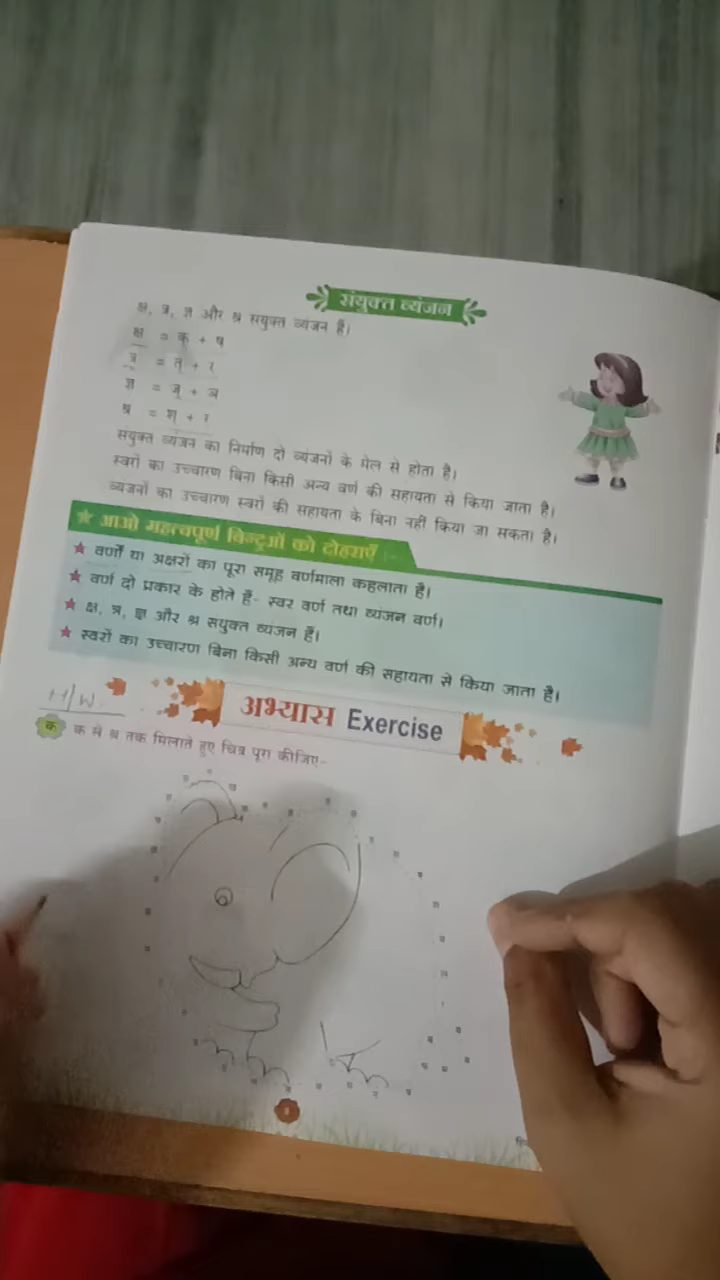 संयुक्त व्यंजन
क्ष, त्र, ज्ञ और श्र संयुक्त व्यंजन हैं।
क्ष = क् + ष
त्र = त् + र
ज्ञ = ज् + ञ
श्र = श् + र
संयुक्त व्यंजन का निर्माण दो व्यंजनों के मेल से होता है।
स्वरों का उच्चारण बिना किसी अन्य वर्ण की सहायता से किया जाता है।
व्यंजनों का उच्चारण स्वरों की सहायता के बिना नहीं किया जा सकता है।
आओ महत्वपूर्ण बिन्दुओं को दोहराएँ :-
★ वर्णों या अक्षरों का पूरा समूह वर्णमाला कहलाता है।
★ वर्ण दो प्रकार के होते हैं- स्वर वर्ण तथा व्यंजन वर्ण।
★ क्ष, त्र, ज्ञ और श्र संयुक्त व्यंजन हैं।
★ स्वरों का उच्चारण बिना किसी अन्य वर्ण की सहायता से किया जाता है।
H/W.
अभ्यास Exercise
क क से श्र तक मिलाते हुए चित्र पूरा कीजिए-